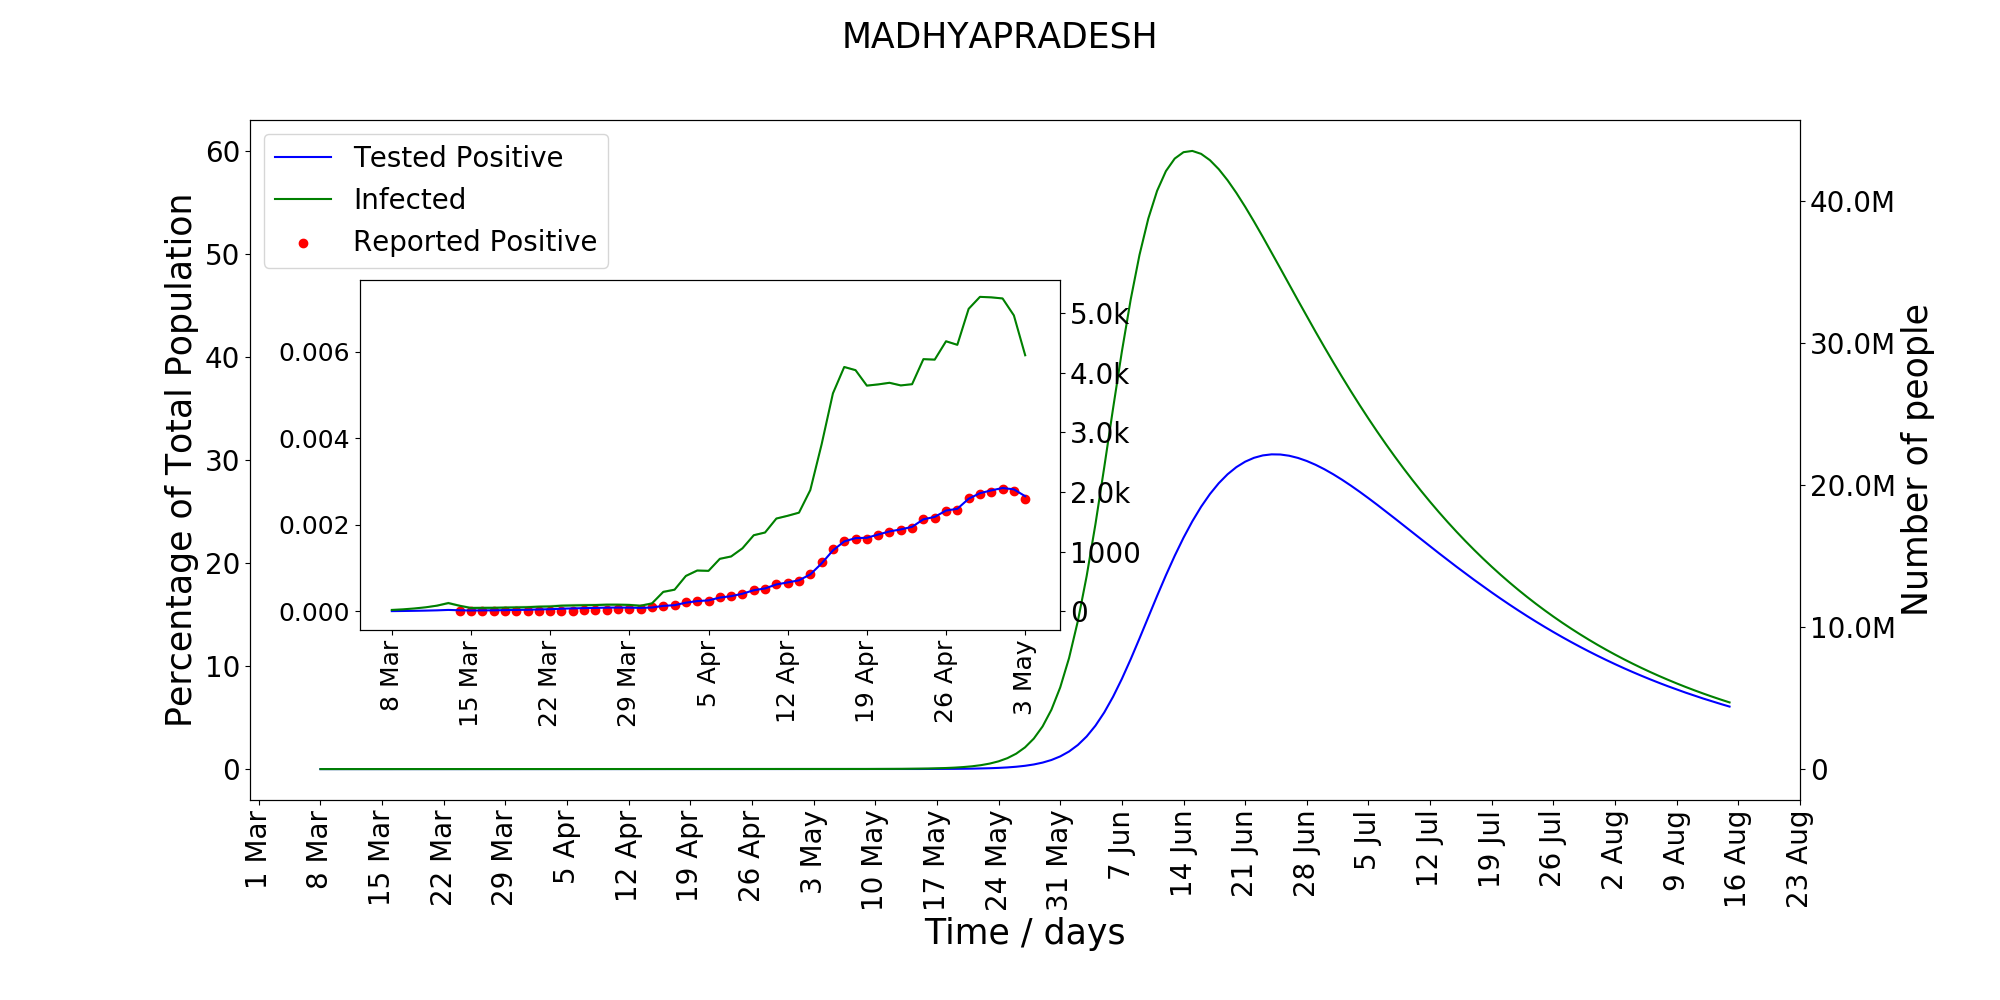 MADHYAPRADESH
Tested Positive
Infected
Reported Positive
Percentage of Total Population
60
50
40
30
20
10
0
0.006
0.004
0.002
0.000
5.0k
4.0k
3.0k
2.0k
1000
0
8 Mar
15 Mar
22 Mar
29 Mar
5 Apr
12 Apr
19 Apr
26 Apr
3 May
40.0M
30.0M
20.0M
10.0M
0
Number of people
1 Mar
8 Mar
15 Mar
22 Mar
29 Mar
5 Apr
12 Apr
19 Apr
26 Apr
3 May
10 May
17 May
24 May
31 May
7 Jun
14 Jun
21 Jun
28 Jun
5 Jul
12 Jul
19 Jul
26 Jul
2 Aug
9 Aug
16 Aug
23 Aug
Time / days